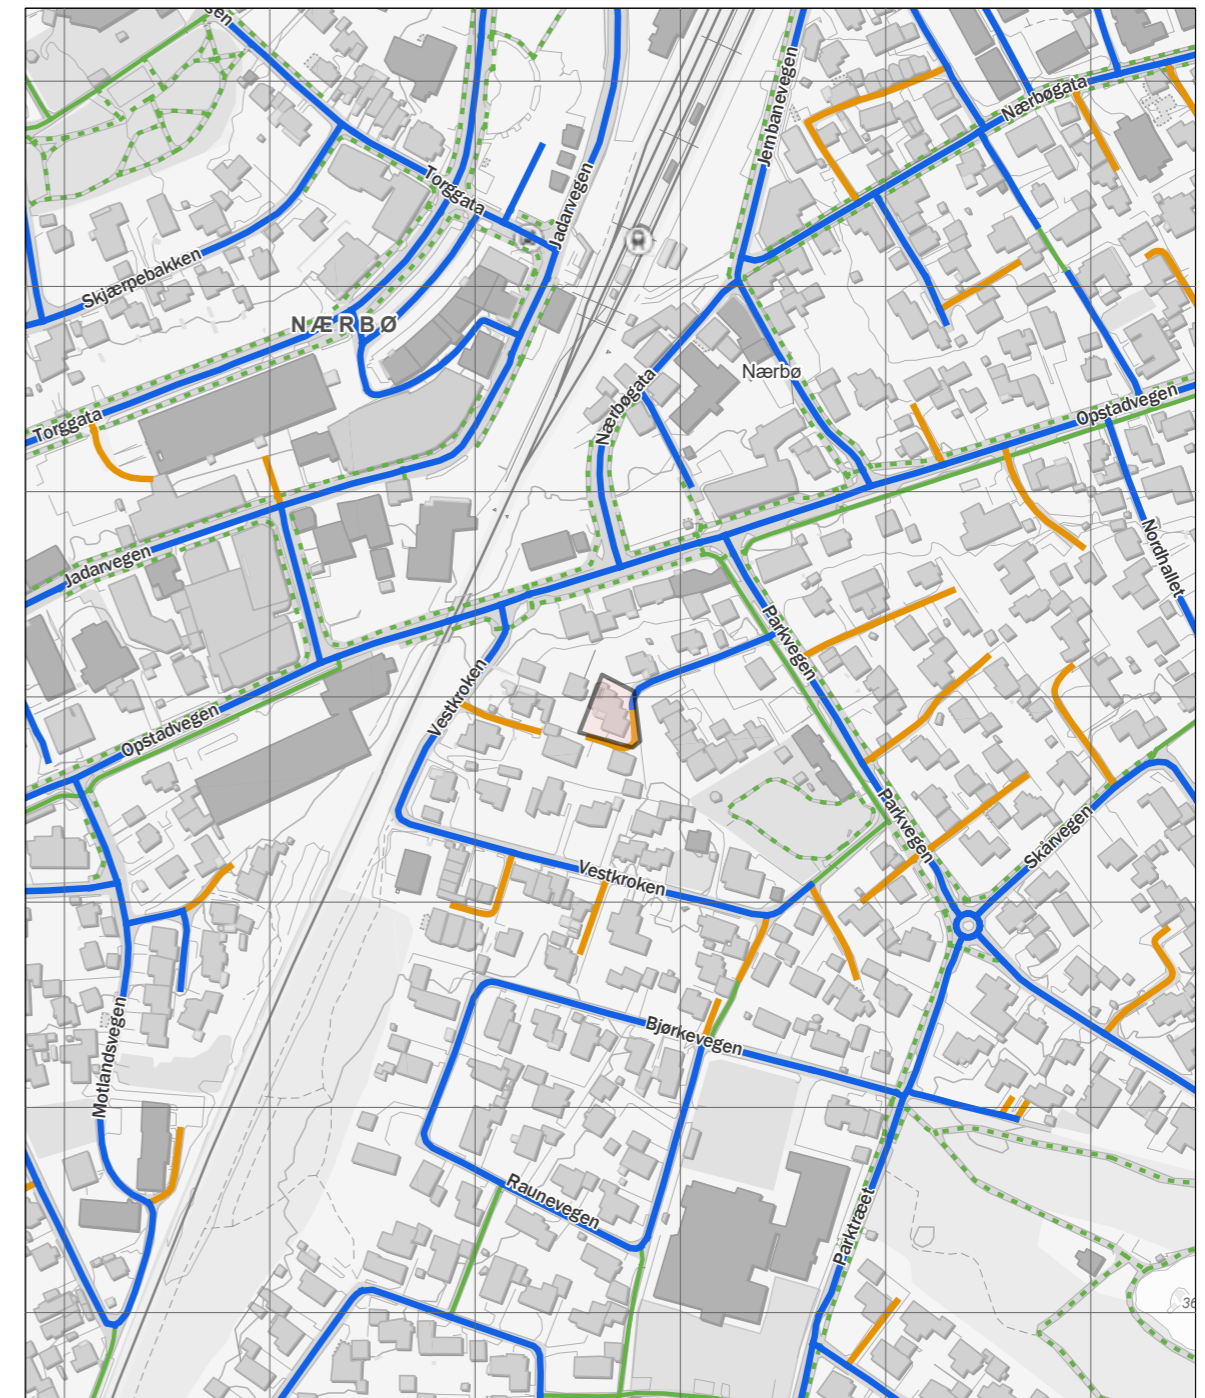 Jernbanevegen
Nærbøgata
Torggata
Jadarvegen
Skjærpebakken
NÆRBØ
Nærbø
Nærbøgata
Torggata
Opstadvegen
Jadarvegen
Nordhallet
Parkvegen
Vestkroken
Opstadvegen
Parkvegen
Skårvegen
Vestkroken
Bjørkevegen
Motlandsvegen
Raunevegen
Parktræet
36